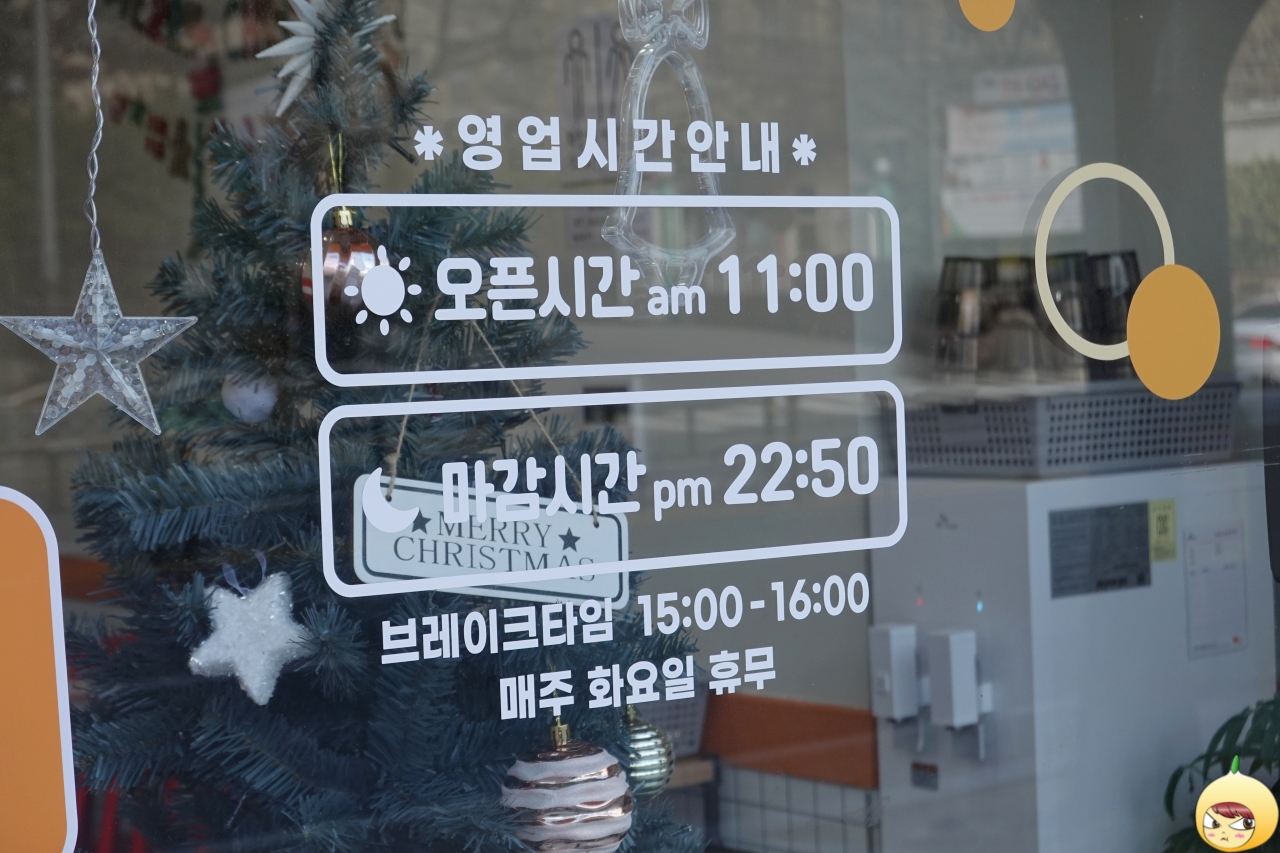 *영업시간안내*
오픈시간 am 11:00
마감시간 pm 22:50
MERRY
CHRISTMAS
브레이크타임 15:00-16:00
매주 화요일 휴무